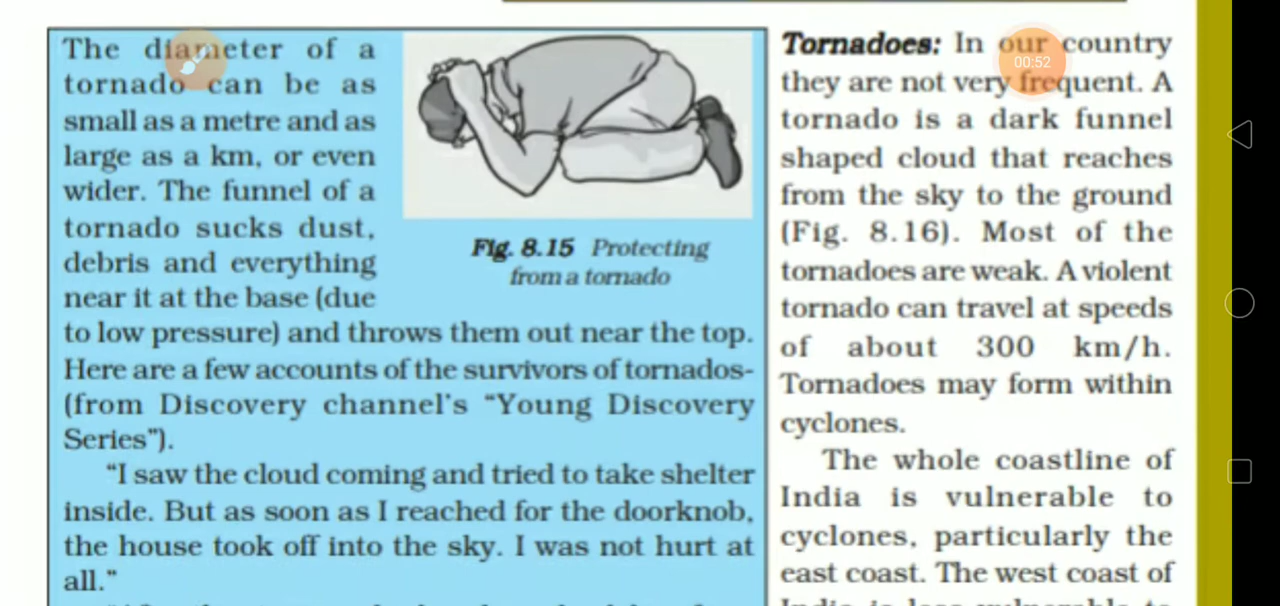 The diameter of a
tornado can be as
small as a metre and as
large as a km, or even
wider. The funnel of a
tornado sucks dust,
debris and everything
near it at the base (due
to low pressure) and throws them out near the top.
Here are a few accounts of the survivors of tornados-
(from Discovery channel's “Young Discovery
Series”).
“I saw the cloud coming and tried to take shelter
inside. But as soon as I reached for the doorknob,
the house took off into the sky. I was not hurt at
all.”
Fig. 8.15 Protecting
from a tornado
Tornadoes: In our country
they are not very frequent. A
tornado is a dark funnel
shaped cloud that reaches
from the sky to the ground
(Fig. 8.16). Most of the
tornadoes are weak. A violent
tornado can travel at speeds
of about 300 km/h.
Tornadoes may form within
cyclones.
The whole coastline of
India is vulnerable to
cyclones, particularly the
east coast. The west coast of
00:52